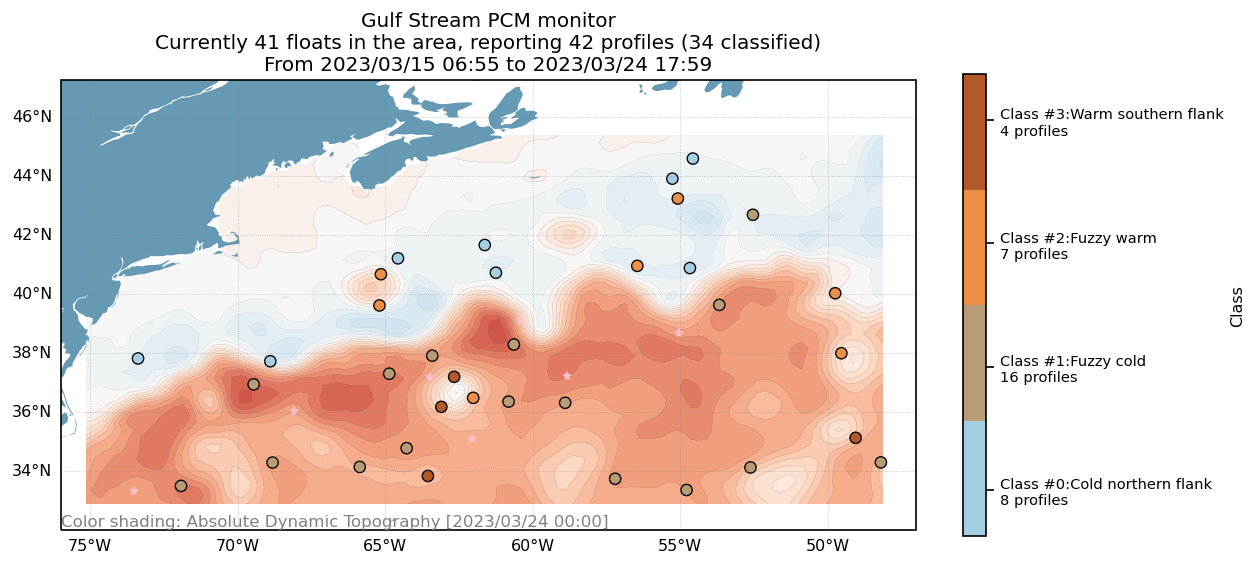 Gulf Stream PCM monitor
Currently 41 floats in the area, reporting 42 profiles (34 classified)
From 2023/03/15 06:55 to 2023/03/24 17:59
46°N
44°N
42°N
40°N
38°N
36°N
34°N
Color shading: Absolute Dynamic Topography [2023/03/24 00:00]
75°W
70°W
65°W
60°W
55°W
50°W
Class #3:Warm southern flank
4 profiles
Class #2:Fuzzy warm
7 profiles
Class #1:Fuzzy cold
16 profiles
Class #0:Cold northern flank
8 profiles
Class